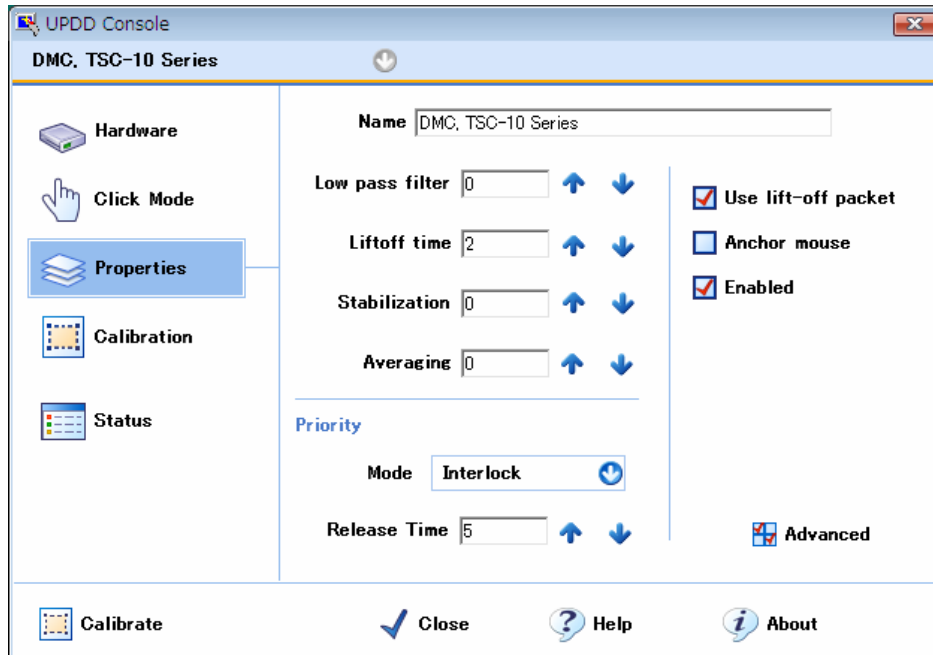 UPDD Console
DMC, TSC-10 Series
Hardware
Click Mode
Properties
Calibration
Status
Name DMC, TSC-10 Series
Low pass filter 0
Liftoff time 2
Stabilization 0
Averaging 0
Priority
Mode Interlock
Release Time 5
Use lift-off packet
Anchor mouse
Enabled
Advanced
Calibrate Close Help About